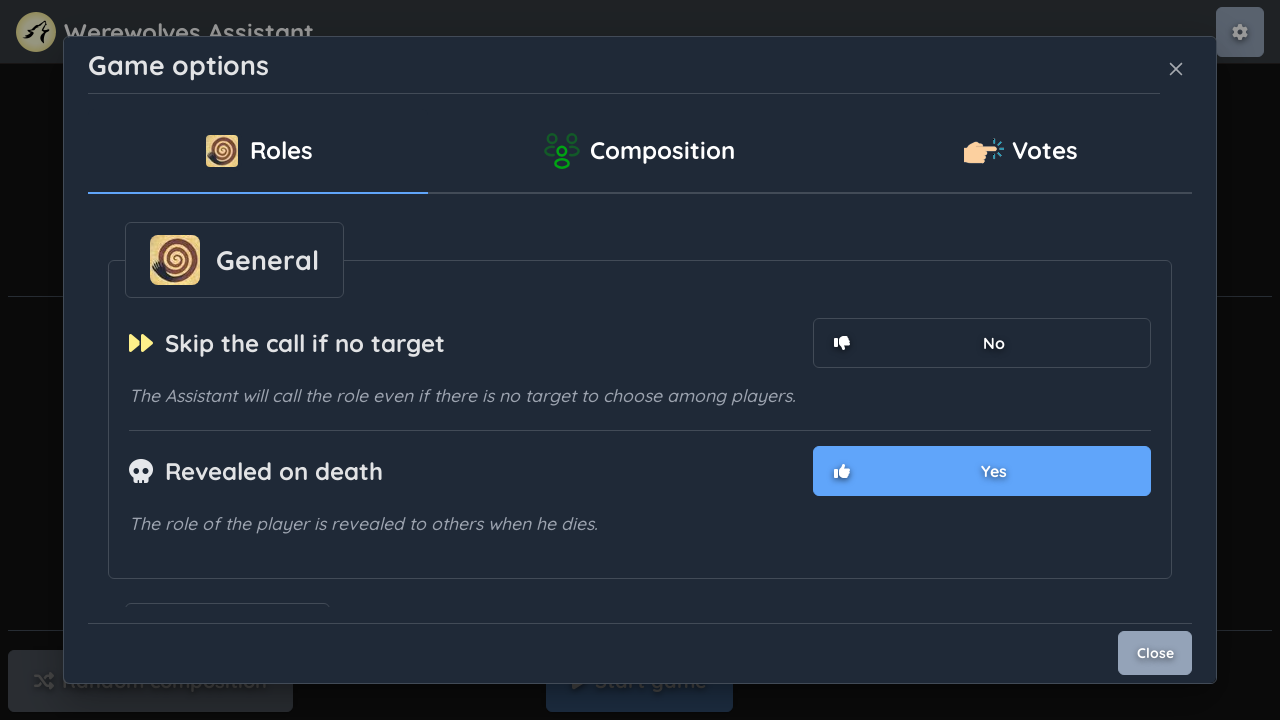 Werewolves Assistant
Game options
Roles
Composition
Votes
General
Skip the call if no target
No
The Assistant will call the role even if there is no target to choose among players.
Revealed on death
Yes
The role of the player is revealed to others when he dies.
Close
Random composition
Start game